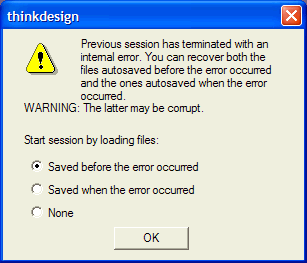 thinkdesign
Previous session has terminated with an
internal error. You can recover both the
files autosaved before the error occurred
and the ones autosaved when the error
occurred.
WARNING: The latter may be corrupt.
Start session by loading files:
Saved before the error occurred
Saved when the error occurred
None
OK